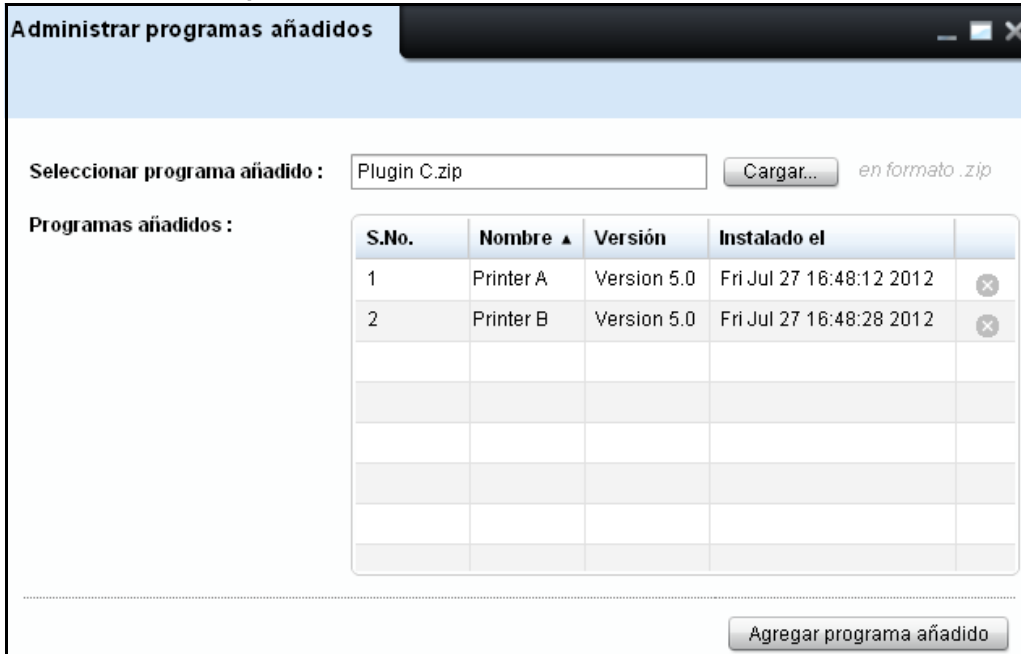 Administrar programas añadidos
Seleccionar programa añadido : Plugin C.zip Cargar... en formato .zip
Programas añadidos :
S.No. Nombre ▲ Versión Instalado el
1 Printer A Version 5.0 Fri Jul 27 16:48:12 2012
2 Printer B Version 5.0 Fri Jul 27 16:48:28 2012
Agregar programa añadido